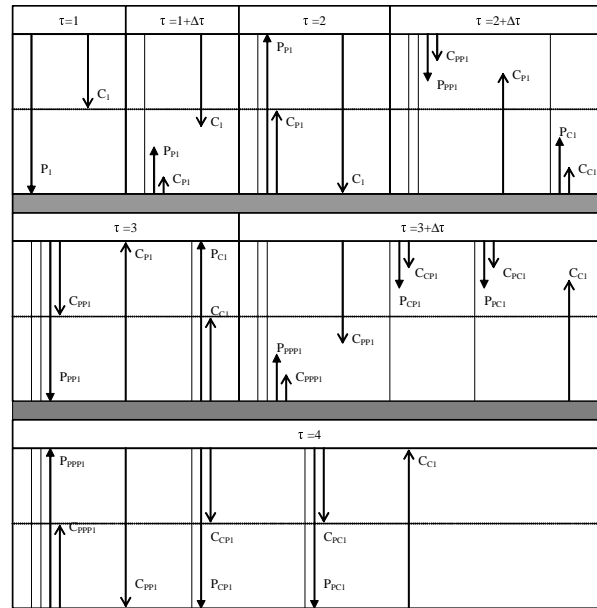 τ=1
τ=1+Δτ
τ=2
τ=2+Δτ
P1
C1
C1
PP1
CP1
PP1
CP1
C1
CPP1
PPP1
CP1
PC1
CC1
τ =3
τ =3+Δτ
CP1
PC1
CPP1
CC1
PPP1
CCP1
CPC1
CC1
PCP1
PPC1
CPP1
PPPP1
CPPP1
τ =4
PPPP1
CC1
CPPP1
CCP1
CPC1
CPP1
PCP1
PPC1